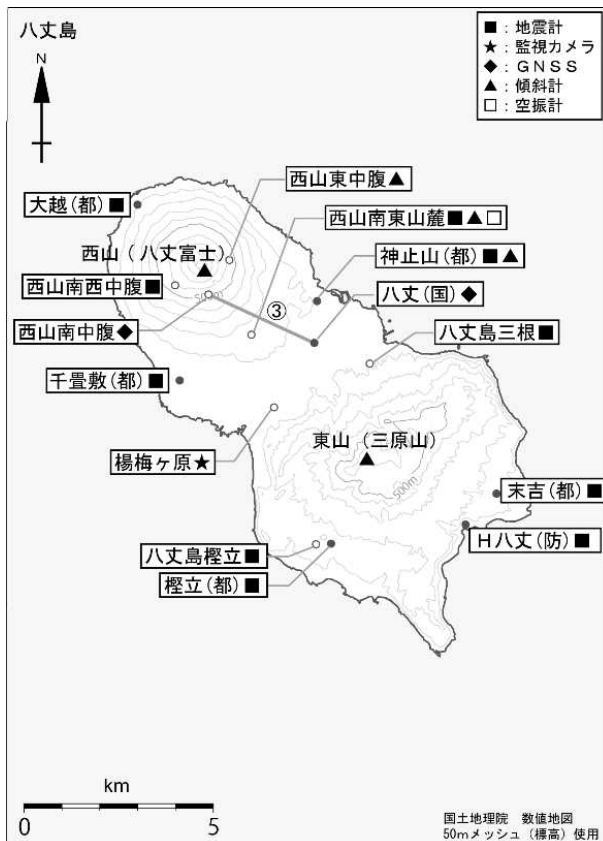 八丈島
N
■：地震計
★：監視カメラ
◆：ＧＮＳＳ
▲：傾斜計
□：空振計
西山東中腹▲
大越(都)■
西山南東山麓■▲□
西山（八丈富士）
神止山(都)■▲
西山南西中腹■
八丈(国)◆
500m
③
西山南中腹◆
八丈島三根■
千畳敷(都)■
東山（三原山）
楊梅ヶ原★
500m
末吉(都)■
Ｈ八丈(防)■
八丈島樫立■
樫立(都)■
km
0 5
国土地理院　数値地図
50mメッシュ（標高）使用